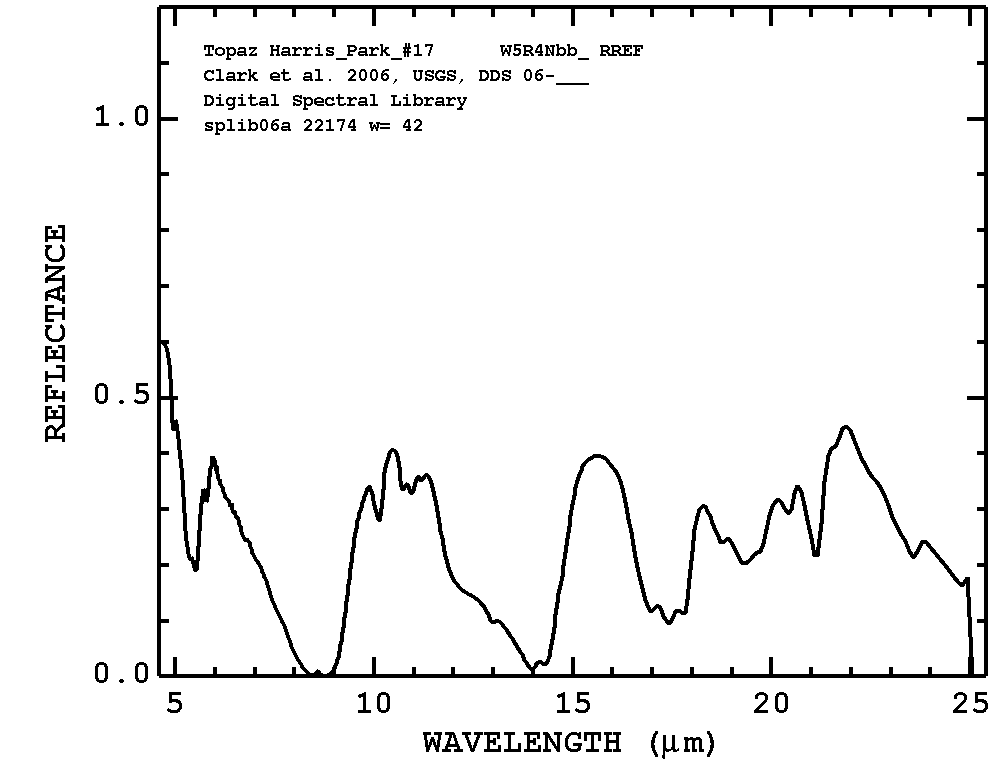 Topaz Harris_Park_#17 W5R4Nbb_ RREF
Clark et al. 2006, USGS, DDS 06-___
Digital Spectral Library
splib06a 22174 w= 42
1.0
0.5
0.0
REFLECTANCE
5 10 15 20 25
WAVELENGTH (μm)